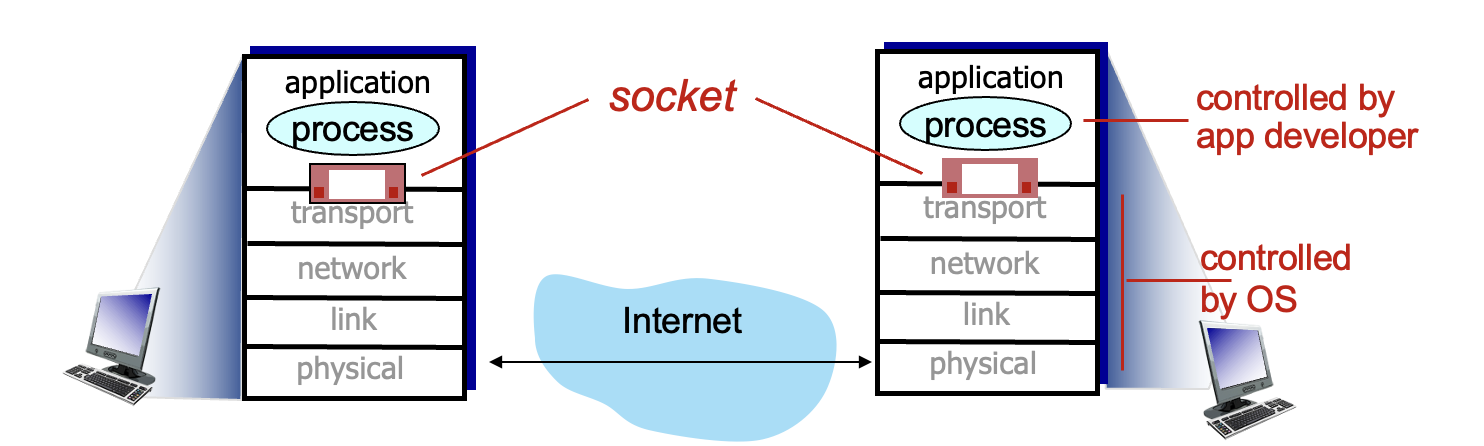 application
process
transport
network
link
physical
socket
Internet
application
process
transport
network
link
physical
controlled by
app developer
controlled
by OS